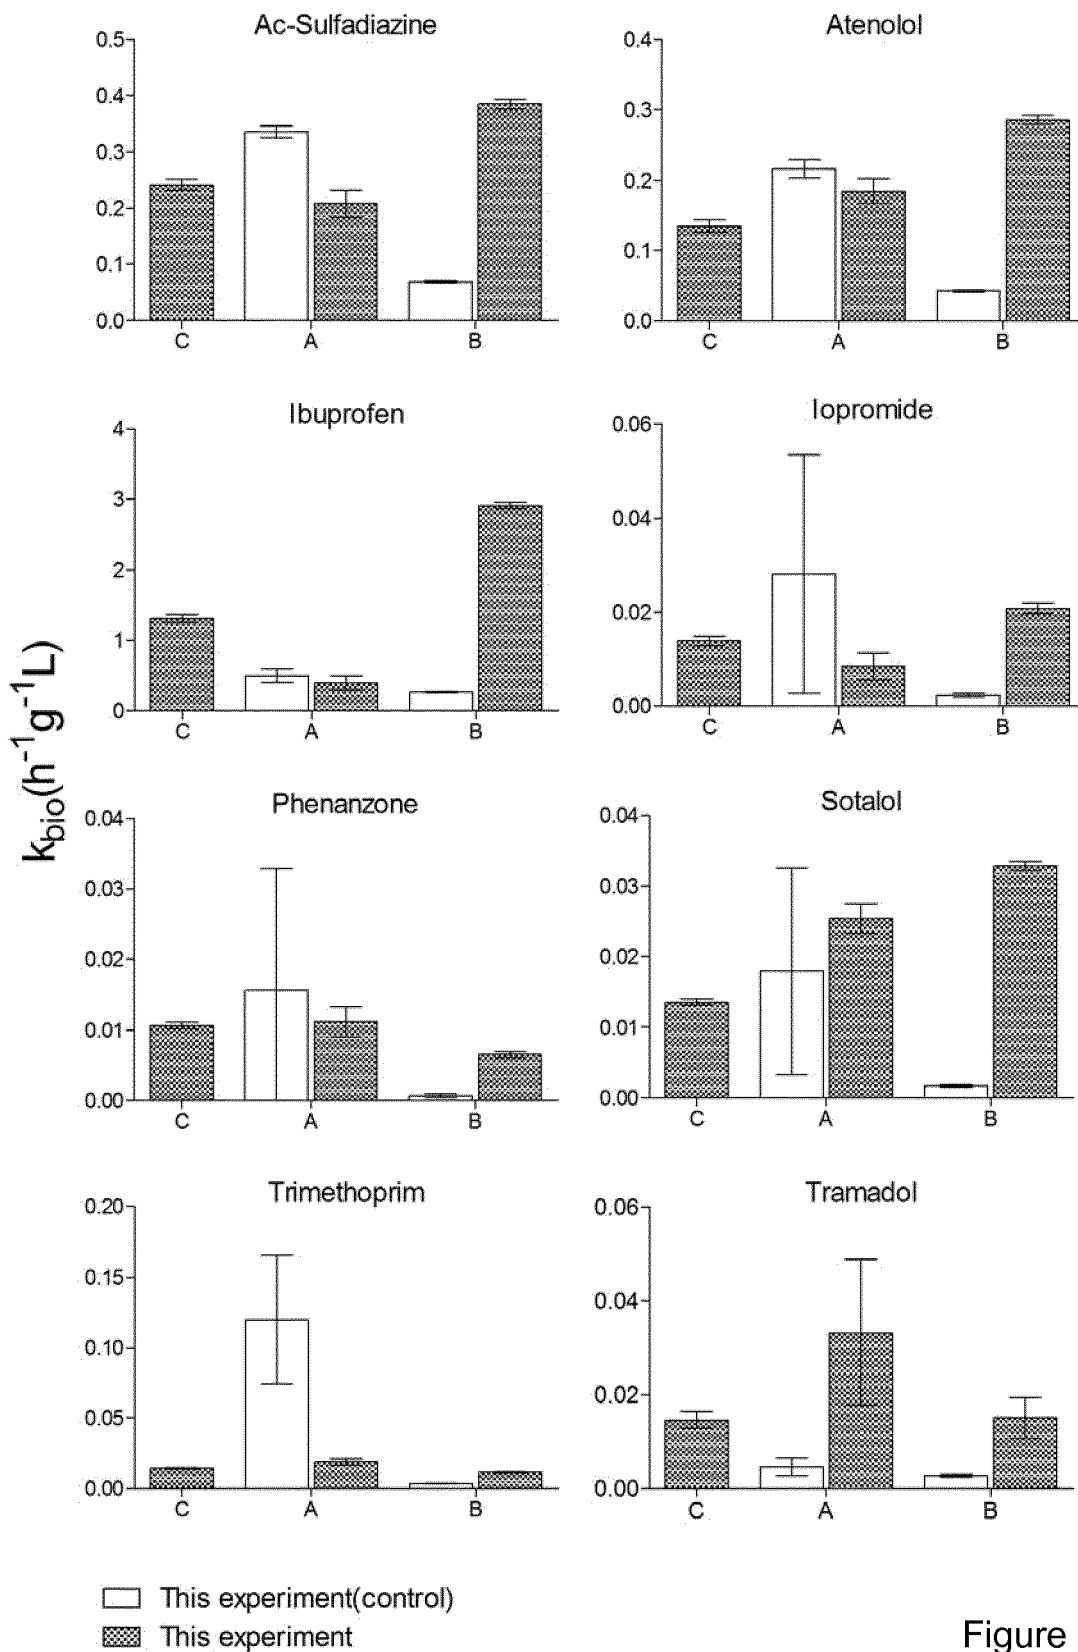 Ac-Sulfadiazine
0.5
0.4
0.3
0.2
0.1
0.0
C A B
Atenolol
0.4
0.3
0.2
0.1
0.0
C A B
Ibuprofen
4
3
2
1
0
C A B
Iopromide
0.06
0.04
0.02
0.00
C A B
kbio(h-1g-1L)
Phenanzone
0.04
0.03
0.02
0.01
0.00
C A B
Sotalol
0.04
0.03
0.02
0.01
0.00
C A B
Trimethoprim
0.20
0.15
0.10
0.05
0.00
C A B
Tramadol
0.06
0.04
0.02
0.00
C A B
This experiment(control)
This experiment
Figure